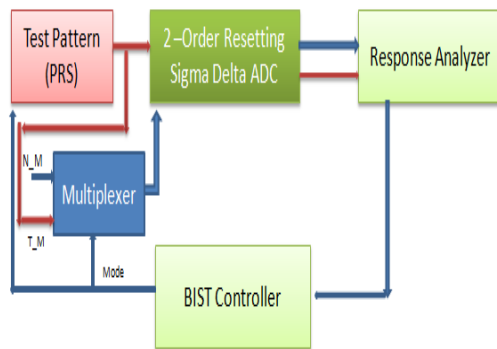 Test Pattern
(PRS)
2 –Order Resetting
Sigma Delta ADC
Response Analyzer
N_M
Multiplexer
T_M
Mode
BIST Controller